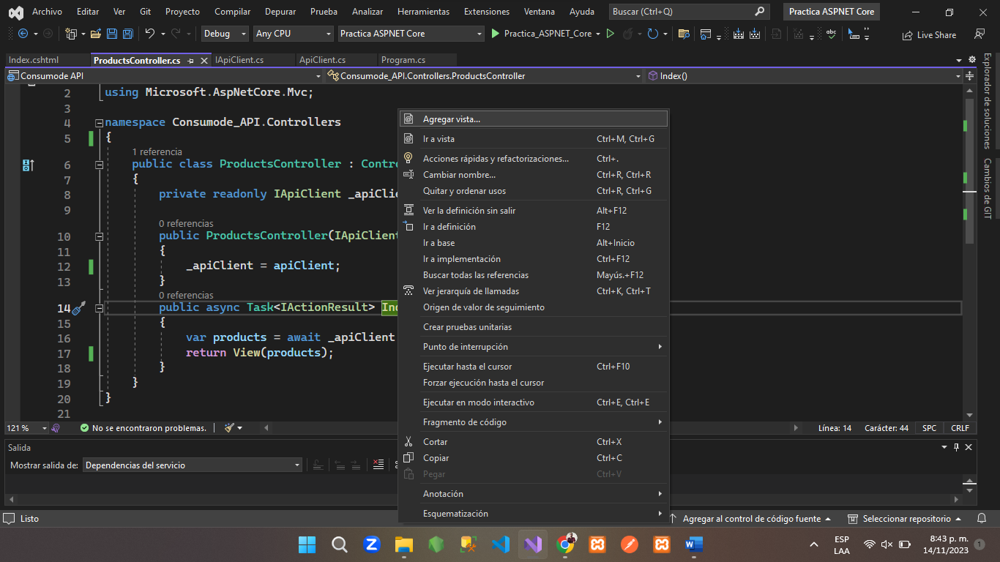 Archivo Editar Ver Git Proyecto Compilar Depurar Prueba Analizar Herramientas Extensiones Ventana Ayuda Buscar (Ctrl+Q) Practica ASPNET Core
Debug Any CPU Practica ASPNET Core Practica_ASPNET_Core abc Live Share
Index.cshtml ProductsController.cs IApiClient.cs ApiClient.cs Program.cs
Consumode API Consumode_API.Controllers.ProductsController Index()
2 using Microsoft.AspNetCore.Mvc;
3
4 namespace Consumode_API.Controllers
5 {
1 referencia
6 public class ProductsController : Contro
7 {
8 private readonly IApiClient _apiClie
9
0 referencias
10 public ProductsController(IApiClient
11 {
12 _apiClient = apiClient;
13 }
0 referencias
14 public async Task<IActionResult> Ind
15 {
16 var products = await _apiClient
17 return View(products);
18 }
19 }
20 }
21
Agregar vista...
Ir a vista Ctrl+M, Ctrl+G
Acciones rápidas y refactorizaciones... Ctrl+.
Cambiar nombre... Ctrl+R, Ctrl+R
Quitar y ordenar usos Ctrl+R, Ctrl+G
Ver la definición sin salir Alt+F12
Ir a definición F12
Ir a base Alt+Inicio
Ir a implementación Ctrl+F12
Buscar todas las referencias Mayús.+F12
Ver jerarquía de llamadas Ctrl+K, Ctrl+T
Origen de valor de seguimiento
Crear pruebas unitarias
Punto de interrupción
Ejecutar hasta el cursor Ctrl+F10
Forzar ejecución hasta el cursor
Ejecutar en modo interactivo Ctrl+E, Ctrl+E
Fragmento de código
Cortar Ctrl+X
Copiar Ctrl+C
Pegar Ctrl+V
Anotación
Esquematización
Explorador de soluciones
Cambios de GIT
121 % No se encontraron problemas. Línea: 14 Carácter: 44 SPC CRLF
Salida
Mostrar salida de: Dependencias del servicio
Listo Agregar al control de código fuente Seleccionar repositorio
ESP
LAA
8:43 p. m.
14/11/2023
1